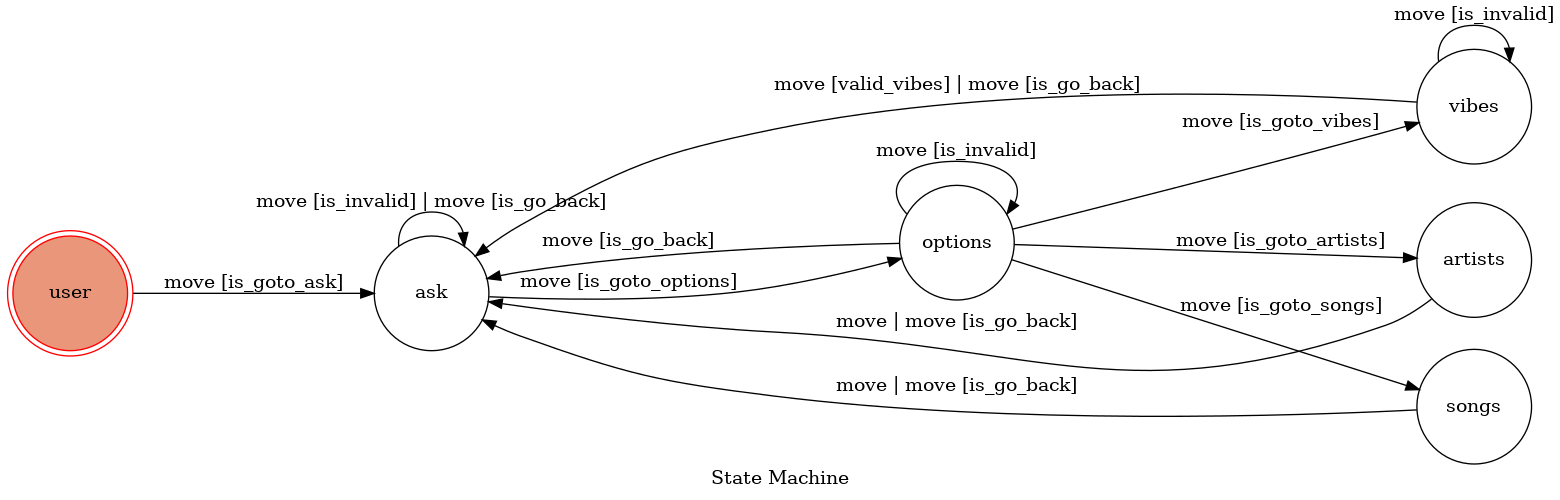 move [is_invalid]
vibes
move [valid_vibes] | move [is_go_back]
move [is_goto_vibes]
move [is_invalid]
move [is_invalid] | move [is_go_back]
options
move [is_go_back]
move [is_goto_artists]
artists
user
move [is_goto_ask]
ask
move [is_goto_options]
move [is_goto_songs]
move | move [is_go_back]
move | move [is_go_back]
songs
State Machine